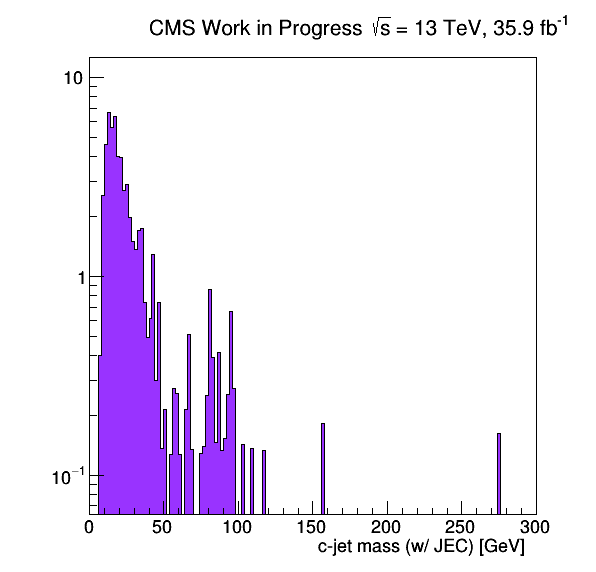 CMS Work in Progress √s = 13 TeV, 35.9 fb⁻¹
10
1
10⁻¹
0 50 100 150 200 250 300
c-jet mass (w/ JEC) [GeV]